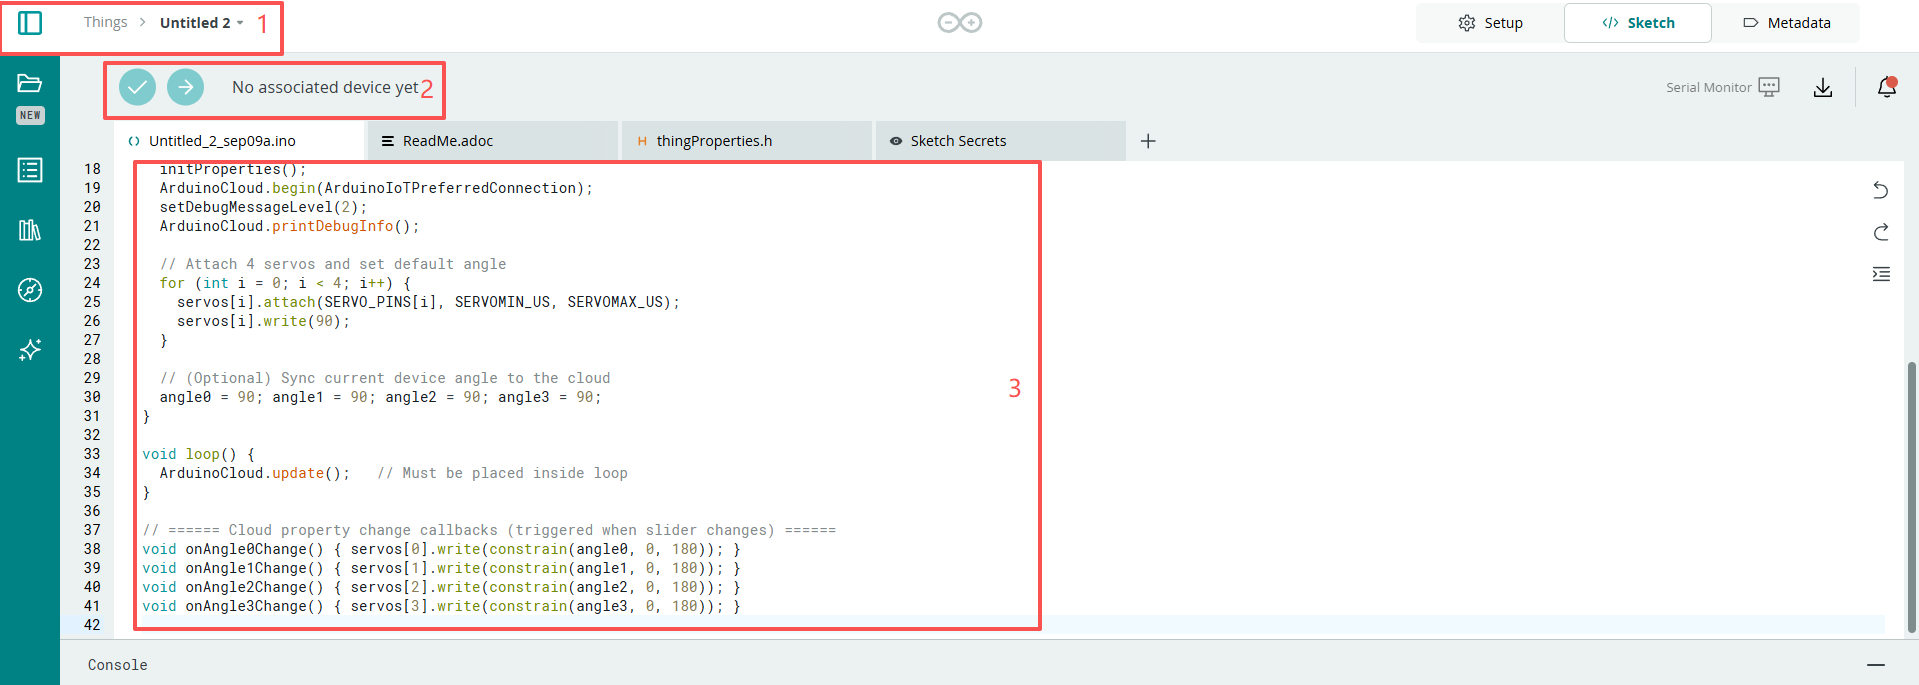 Things > Untitled 2 1
Setup
</> Sketch
Metadata
NEW
No associated device yet 2
Serial Monitor
Untitled_2_sep09a.ino
ReadMe.adoc
H thingProperties.h
Sketch Secrets
+
18 initProperties();
19 ArduinoCloud.begin(ArduinoIoTPreferredConnection);
20 setDebugMessageLevel(2);
21 ArduinoCloud.printDebugInfo();
22
23 // Attach 4 servos and set default angle
24 for (int i = 0; i < 4; i++) {
25 servos[i].attach(SERVO_PINS[i], SERVOMIN_US, SERVOMAX_US);
26 servos[i].write(90);
27 }
28
29 // (Optional) Sync current device angle to the cloud
30 angle0 = 90; angle1 = 90; angle2 = 90; angle3 = 90;
3
31 }
32
33 void loop() {
34 ArduinoCloud.update(); // Must be placed inside loop
35 }
36
37 // ====== Cloud property change callbacks (triggered when slider changes) ======
38 void onAngle0Change() { servos[0].write(constrain(angle0, 0, 180)); }
39 void onAngle1Change() { servos[1].write(constrain(angle1, 0, 180)); }
40 void onAngle2Change() { servos[2].write(constrain(angle2, 0, 180)); }
41 void onAngle3Change() { servos[3].write(constrain(angle3, 0, 180)); }
42
Console